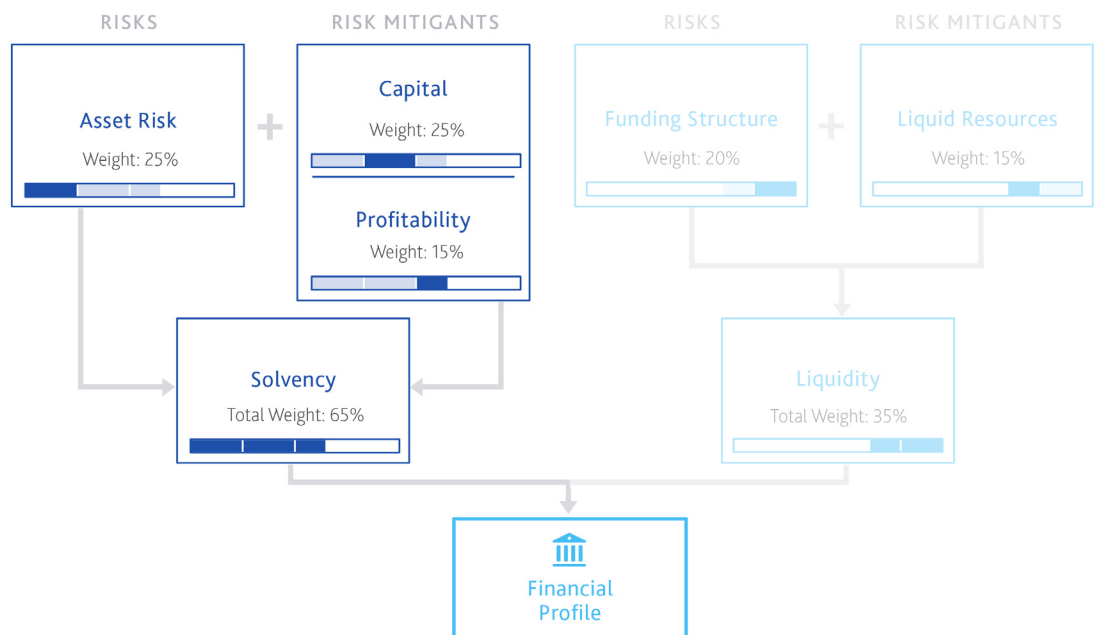 RISKS
RISK MITIGANTS
RISKS
RISK MITIGANTS
Asset Risk
Weight: 25%
Capital
Weight: 25%
Profitability
Weight: 15%
Funding Structure
Weight: 20%
Liquid Resources
Weight: 15%
Solvency
Total Weight: 65%
Liquidity
Total Weight: 35%
Financial
Profile